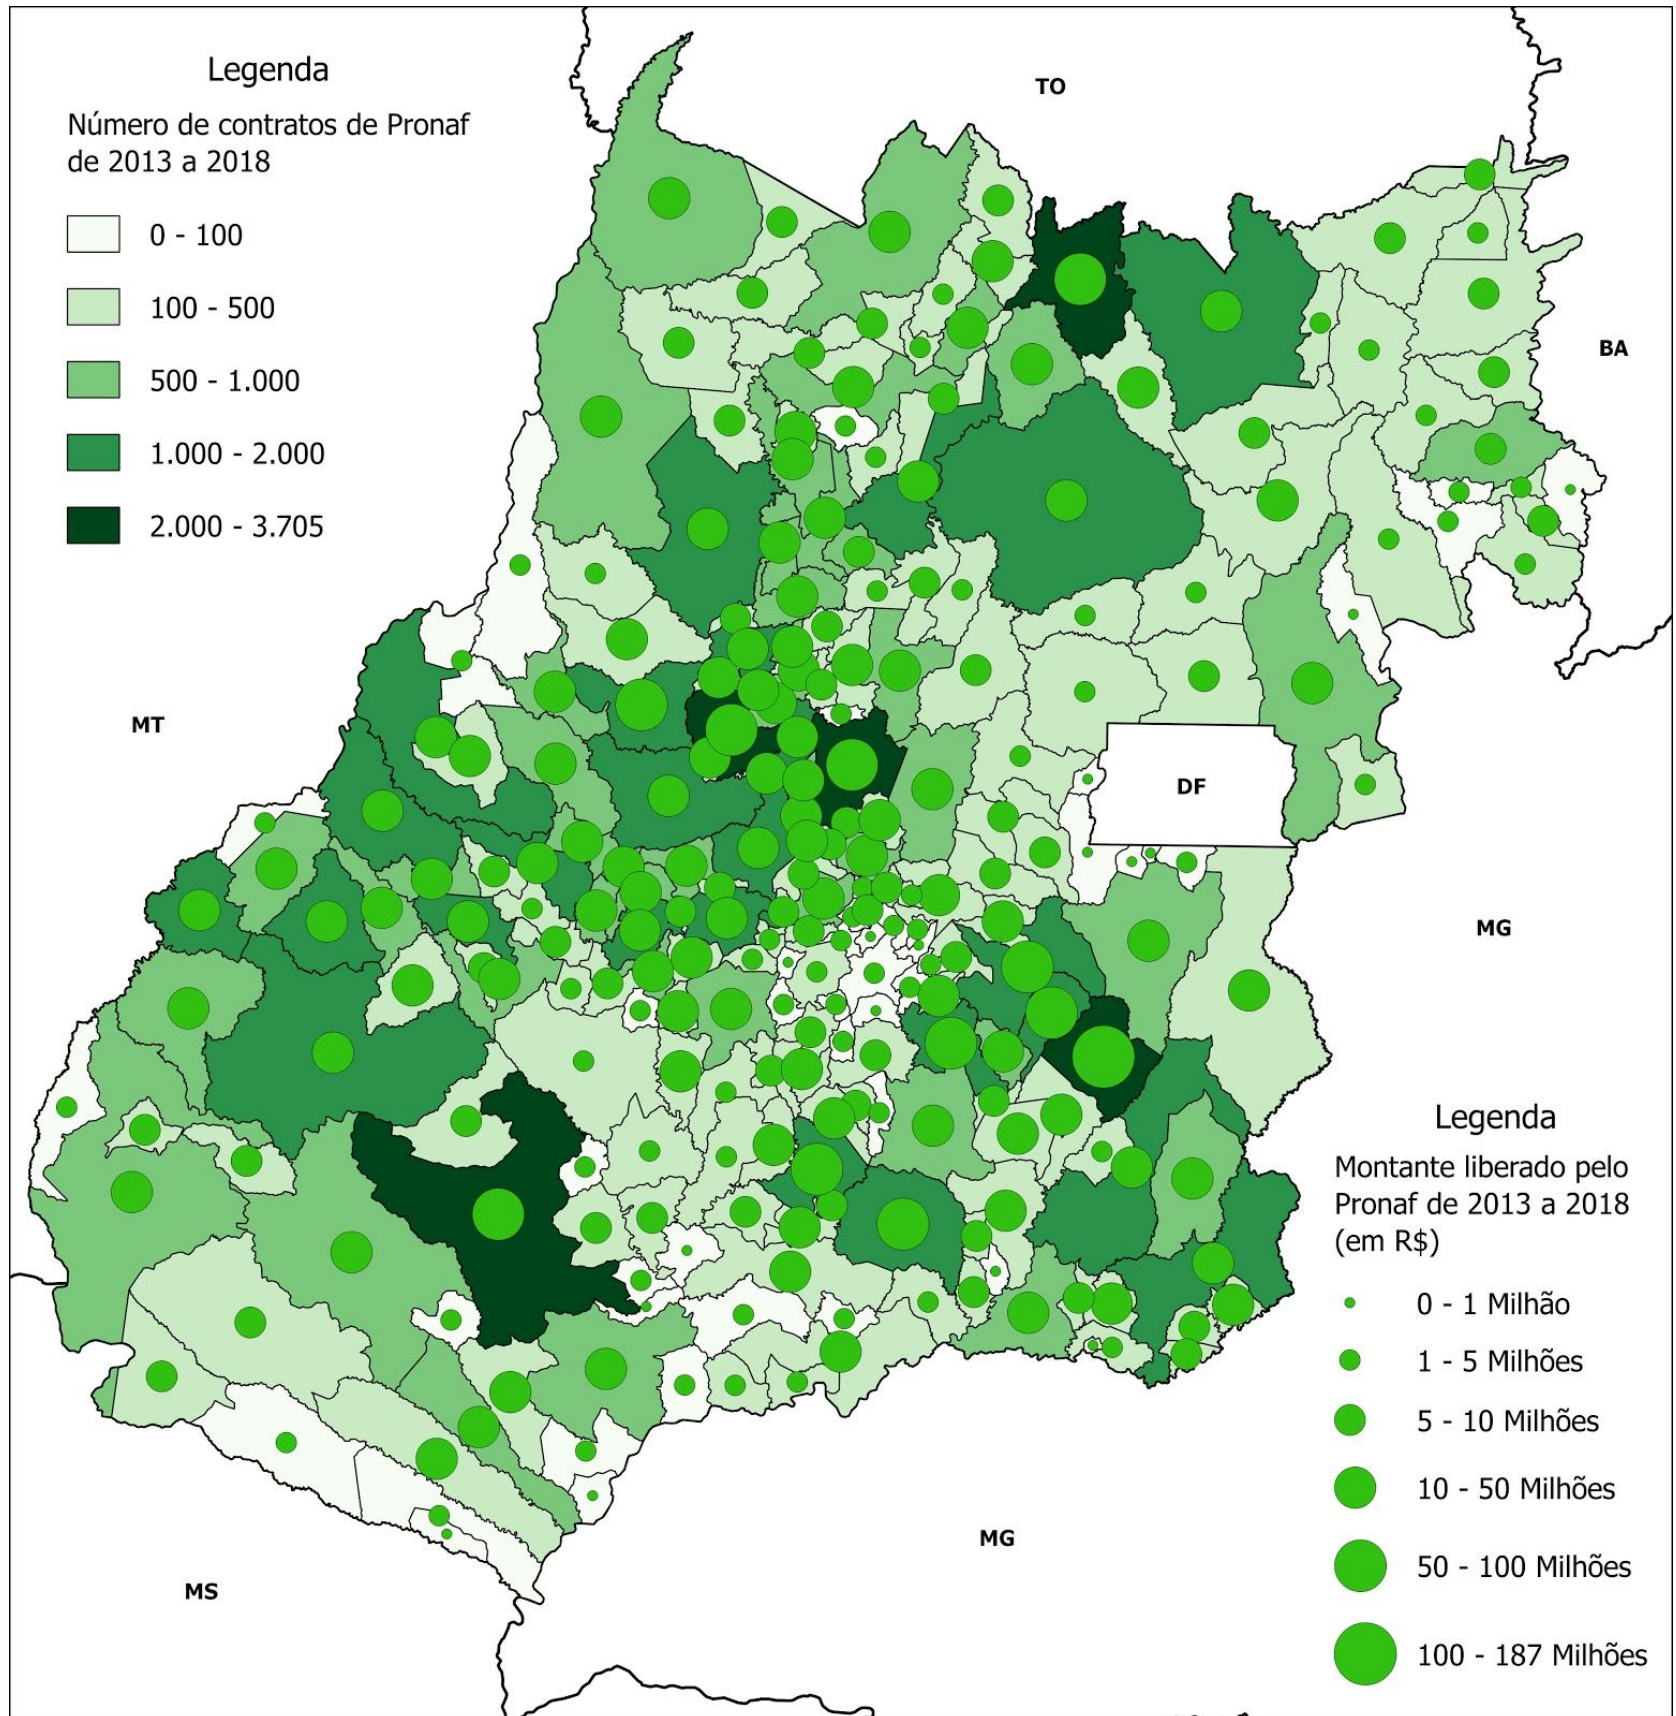 Legenda
Número de contratos de Pronaf
de 2013 a 2018
0 - 100
100 - 500
500 - 1.000
1.000 - 2.000
2.000 - 3.705
TO
BA
MT
DF
MG
MG
MS
Legenda
Montante liberado pelo
Pronaf de 2013 a 2018
(em R$)
0 - 1 Milhão
1 - 5 Milhões
5 - 10 Milhões
10 - 50 Milhões
50 - 100 Milhões
100 - 187 Milhões